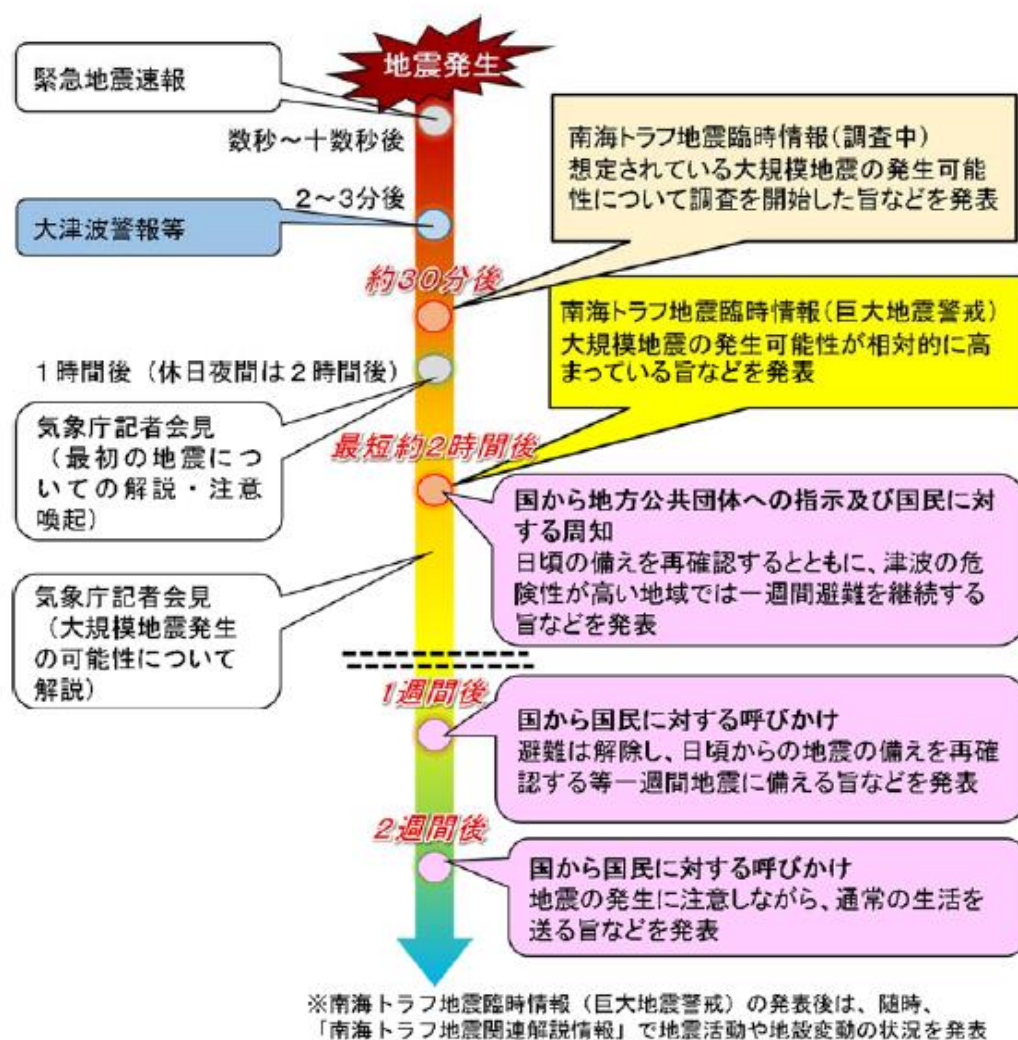 地震発生
緊急地震速報
数秒～十数秒後
南海トラフ地震臨時情報(調査中)
想定されている大規模地震の発生可能
性について調査を開始した旨などを発表
2～3分後
大津波警報等
約30分後
南海トラフ地震臨時情報(巨大地震警戒)
大規模地震の発生可能性が相対的に高
まっている旨などを発表
1時間後（休日夜間は2時間後）
気象庁記者会見
（最初の地震につ
いての解説・注意
喚起）
最短約2時間後
国から地方公共団体への指示及び国民に対
する周知
日頃の備えを再確認するとともに、津波の危
険性が高い地域では一週間避難を継続する
旨などを発表
気象庁記者会見
（大規模地震発生
の可能性について
解説）
1週間後
国から国民に対する呼びかけ
避難は解除し、日頃からの地震の備えを再確
認する等一週間地震に備える旨などを発表
2週間後
国から国民に対する呼びかけ
地震の発生に注意しながら、通常の生活を
送る旨などを発表
※南海トラフ地震臨時情報（巨大地震警戒）の発表後は、随時、
「南海トラフ地震関連解説情報」で地震活動や地殻変動の状況を発表